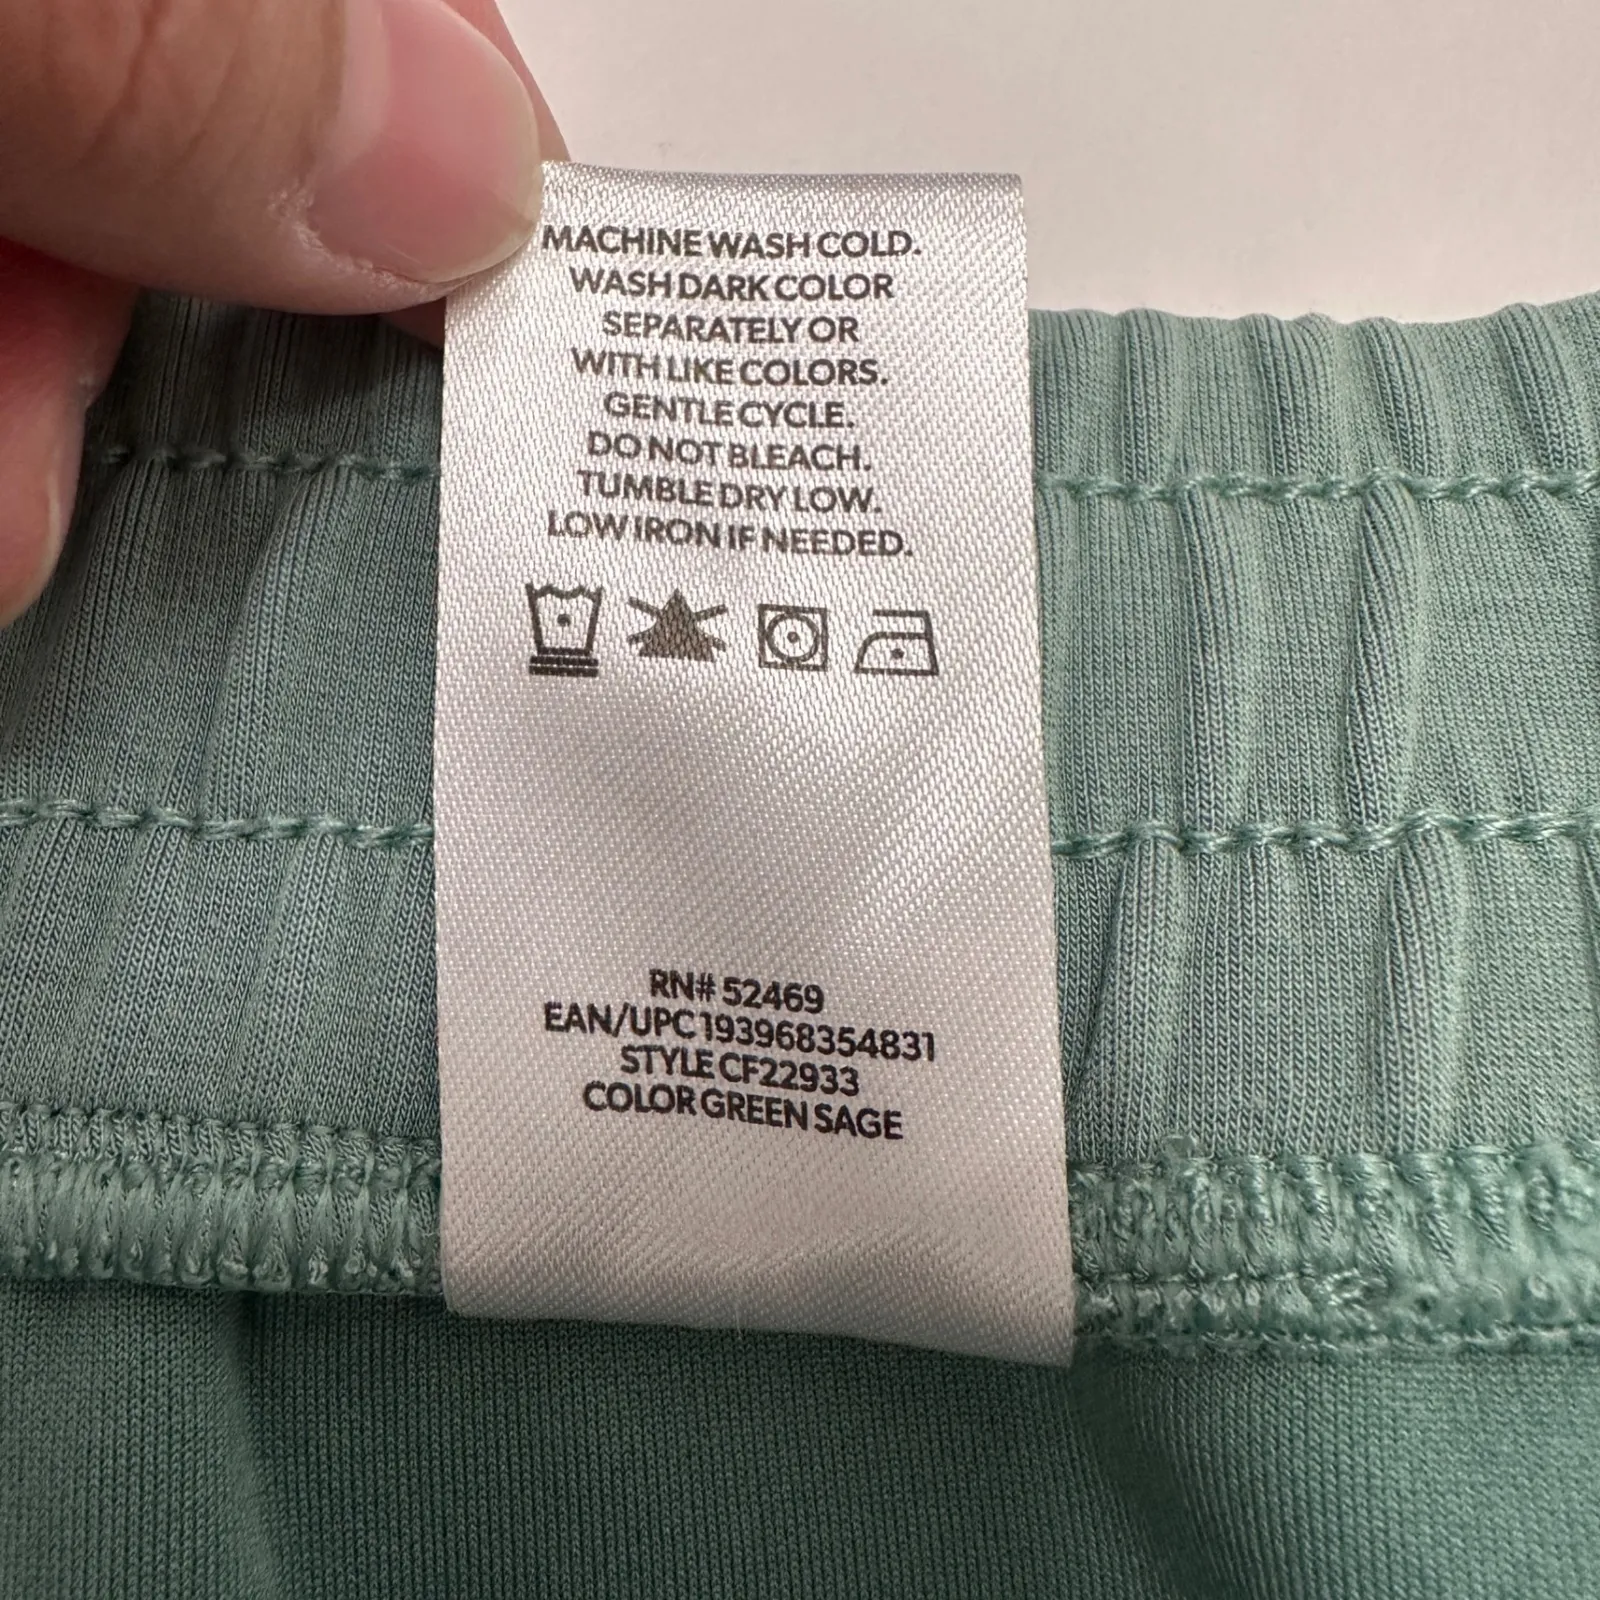 MACHINE WASH COLD.
WASH DARK COLOR
SEPARATELY OR
WITH LIKE COLORS.
GENTLE CYCLE.
DO NOT BLEACH.
TUMBLE DRY LOW.
LOW IRON IF NEEDED.
RN# 52469
EAN/UPC 193968354831
STYLE CF22933
COLOR GREEN SAGE